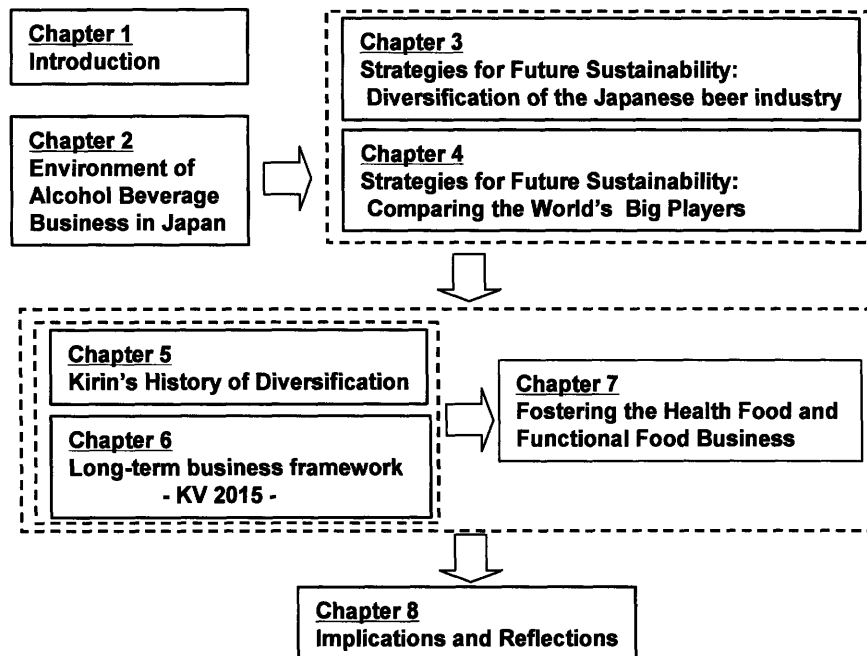 Chapter 1
Introduction
Chapter 2
Environment of
Alcohol Beverage
Business in Japan
Chapter 3
Strategies for Future Sustainability:
Diversification of the Japanese beer industry
Chapter 4
Strategies for Future Sustainability:
Comparing the World's Big Players
Chapter 5
Kirin's History of Diversification
Chapter 6
Long-term business framework
- KV 2015 -
Chapter 7
Fostering the Health Food and
Functional Food Business
Chapter 8
Implications and Reflections